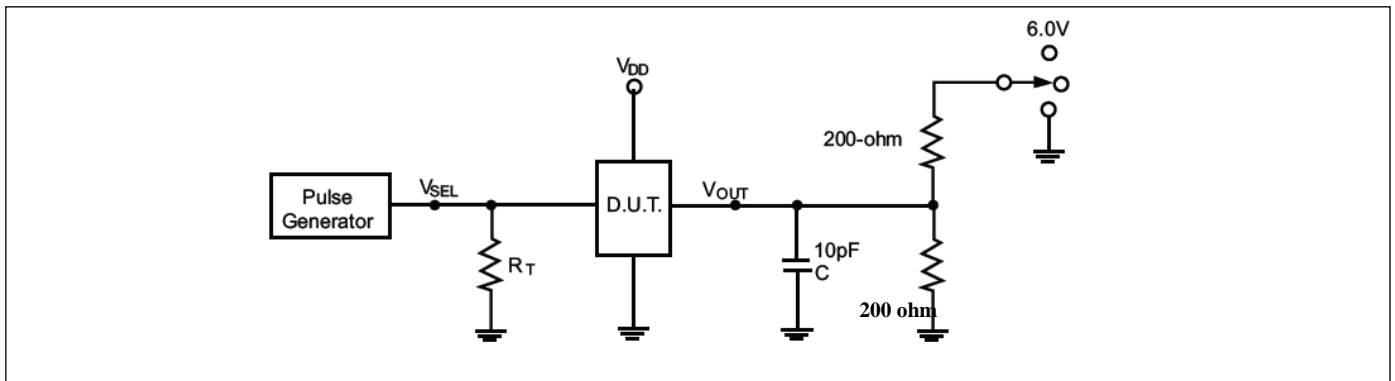 6.0V
VDD
200-ohm
Pulse
Generator
VSEL
D.U.T.
VOUT
RT
10pF
C
200 ohm